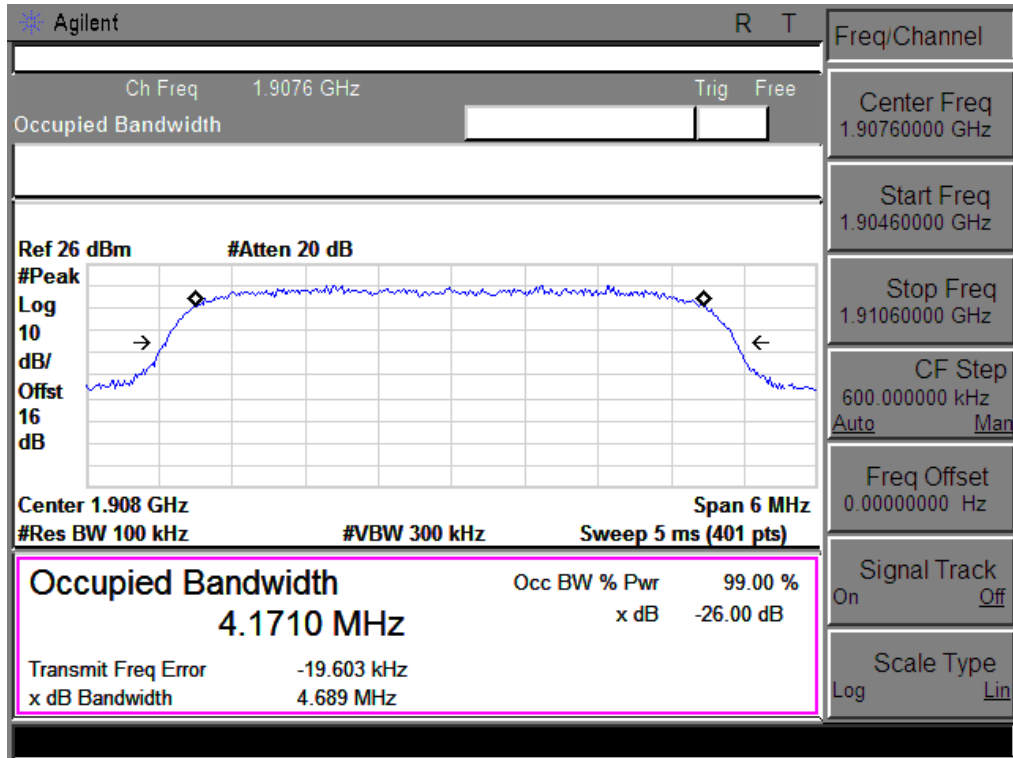 Agilent R T
Ch Freq 1.9076 GHz Trig Free
Occupied Bandwidth
Ref 26 dBm #Atten 20 dB
#Peak
Log
10
dB/
Offst
16
dB
Center 1.908 GHz Span 6 MHz
#Res BW 100 kHz #VBW 300 kHz Sweep 5 ms (401 pts)
Occupied Bandwidth Occ BW % Pwr 99.00 %
4.1710 MHz x dB -26.00 dB
Transmit Freq Error -19.603 kHz
x dB Bandwidth 4.689 MHz
Freq/Channel
Center Freq
1.90760000 GHz
Start Freq
1.90460000 GHz
Stop Freq
1.91060000 GHz
CF Step
600.000000 kHz
Auto Man
Freq Offset
0.00000000 Hz
Signal Track
On Off
Scale Type
Log Lin